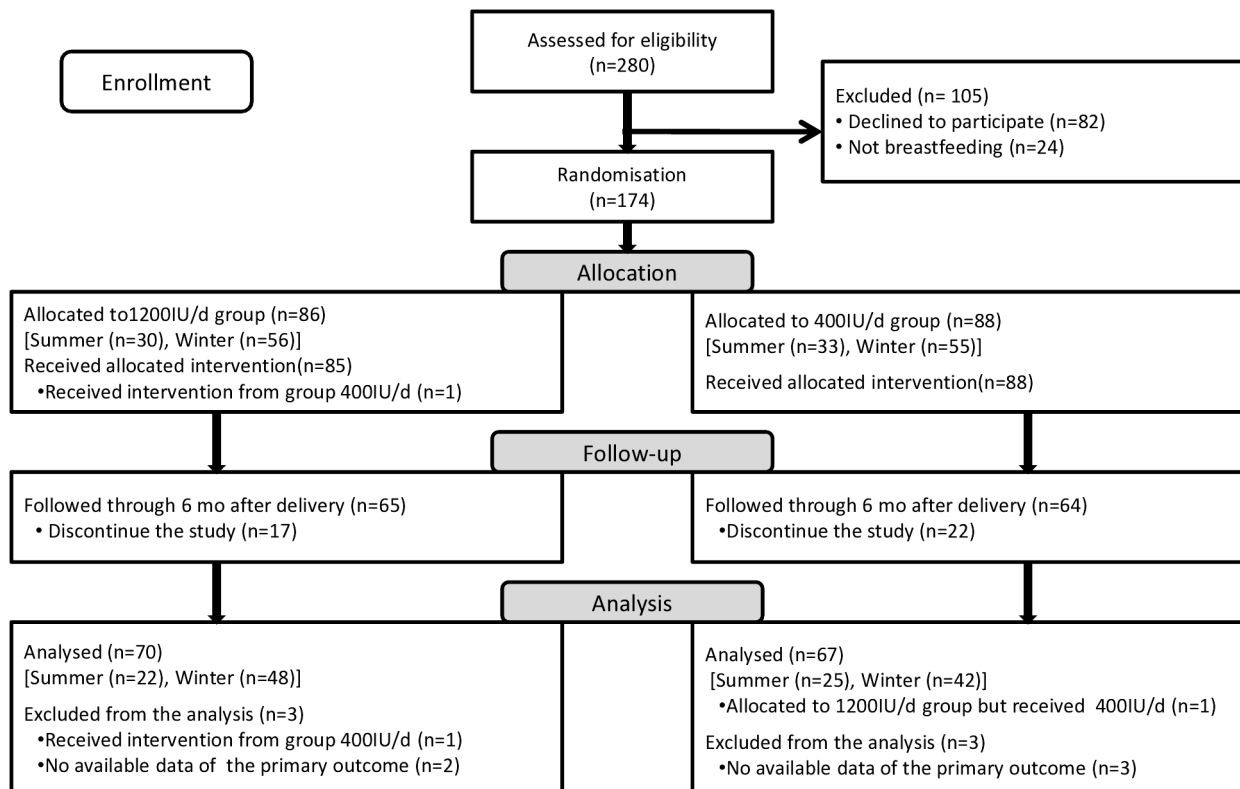 Enrollment
Assessed for eligibility
(n=280)
Excluded (n= 105)
• Declined to participate (n=82)
• Not breastfeeding (n=24)
Randomisation
(n=174)
Allocation
Allocated to1200IU/d group (n=86)
[Summer (n=30), Winter (n=56)]
Received allocated intervention(n=85)
•Received intervention from group 400IU/d (n=1)
Allocated to 400IU/d group (n=88)
[Summer (n=33), Winter (n=55)]
Received allocated intervention(n=88)
Follow-up
Followed through 6 mo after delivery (n=65)
• Discontinue the study (n=17)
Followed through 6 mo after delivery (n=64)
•Discontinue the study (n=22)
Analysis
Analysed (n=70)
[Summer (n=22), Winter (n=48)]
Excluded from the analysis (n=3)
•Received intervention from group 400IU/d (n=1)
•No available data of the primary outcome (n=2)
Analysed (n=67)
[Summer (n=25), Winter (n=42)]
•Allocated to 1200IU/d group but received 400IU/d (n=1)
Excluded from the analysis (n=3)
•No available data of the primary outcome (n=3)